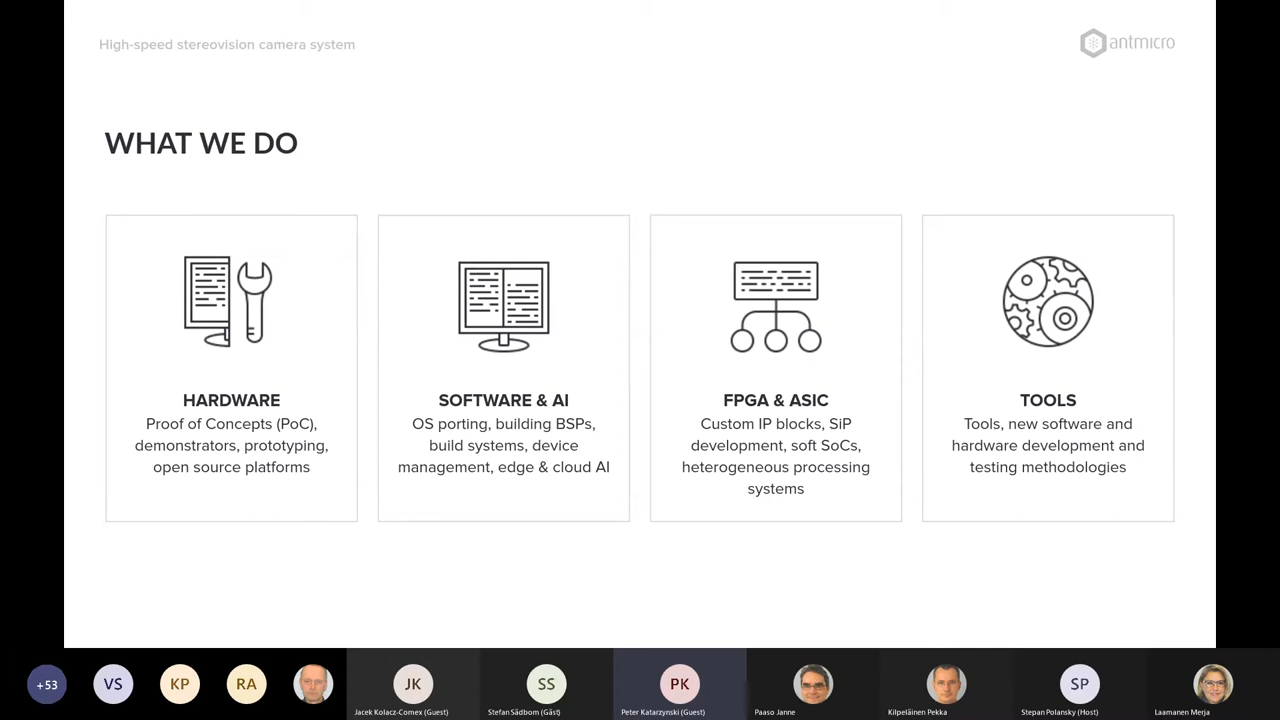 High-speed stereovision camera system
antmicro
WHAT WE DO
HARDWARE
Proof of Concepts (PoC),
demonstrators, prototyping,
open source platforms
SOFTWARE & AI
OS porting, building BSPs,
build systems, device
management, edge & cloud AI
FPGA & ASIC
Custom IP blocks, SiP
development, soft SoCs,
heterogeneous processing
systems
TOOLS
Tools, new software and
hardware development and
testing methodologies
+53
VS
KP
RA
JK
Jacek Kolacz-Comex (Guest)
SS
Stefan Sädbom (Gäst)
PK
Peter Katarzynski (Guest)
Paaso Janne
Kilpeläinen Pekka
SP
Stepan Polansky (Host)
Laamanen Merja